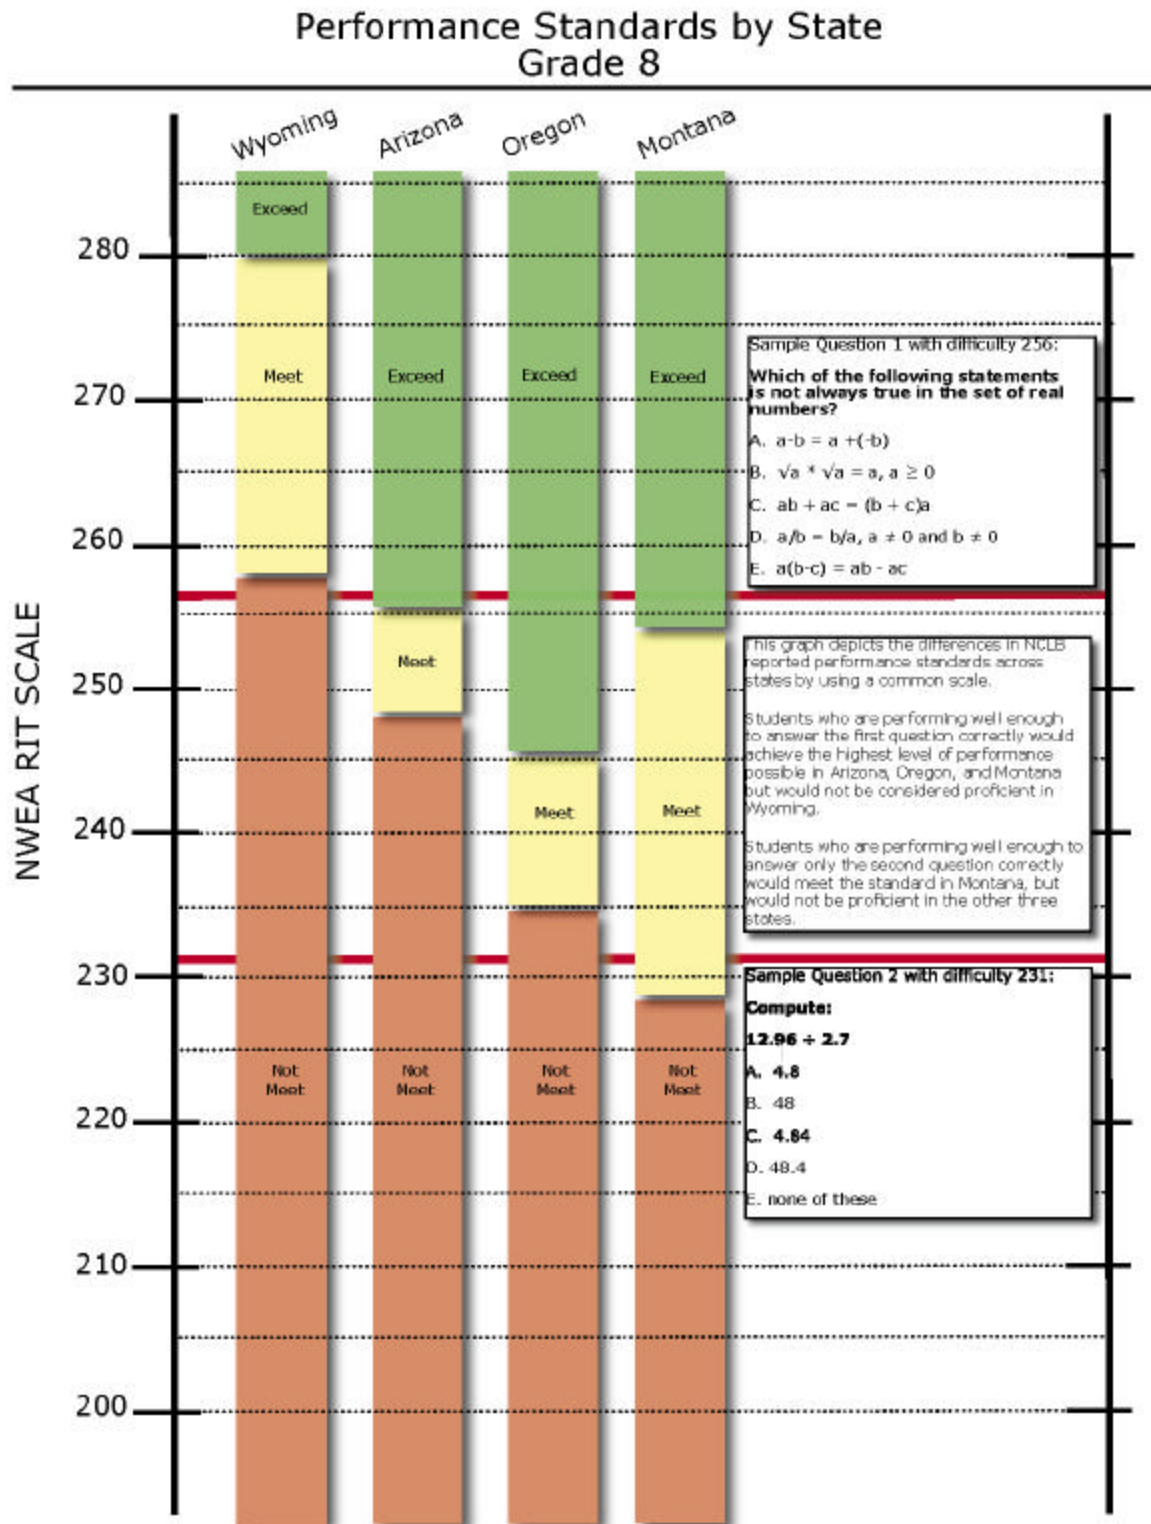 Performance Standards by State
Grade 8
Wyoming
Arizona
Oregon
Montana
NWEA RIT SCALE
280
270
260
250
240
230
220
210
200
Exceed
Meet
Not
Meet
Exceed
Meet
Not
Meet
Exceed
Meet
Not
Meet
Exceed
Meet
Not
Meet
Sample Question 1 with difficulty 256:
Which of the following statements
is not always true in the set of real
numbers?
A. a-b = a +(-b)
B. √a * √a = a, a ≥ 0
C. ab + ac = (b + c)a
D. a/b = b/a, a ≠ 0 and b ≠ 0
E. a(b-c) = ab - ac
This graph depicts the differences in NCLB
reported performance standards across
states by using a common scale.
Students who are performing well enough
to answer the first question correctly would
achieve the highest level of performance
possible in Arizona, Oregon, and Montana
but would not be considered proficient in
Wyoming.
Students who are performing well enough to
answer only the second question correctly
would meet the standard in Montana, but
would not be proficient in the other three
states.
Sample Question 2 with difficulty 231:
Compute:
12.96 ÷ 2.7
A. 4.8
B. 48
C. 4.84
D. 48.4
E. none of these